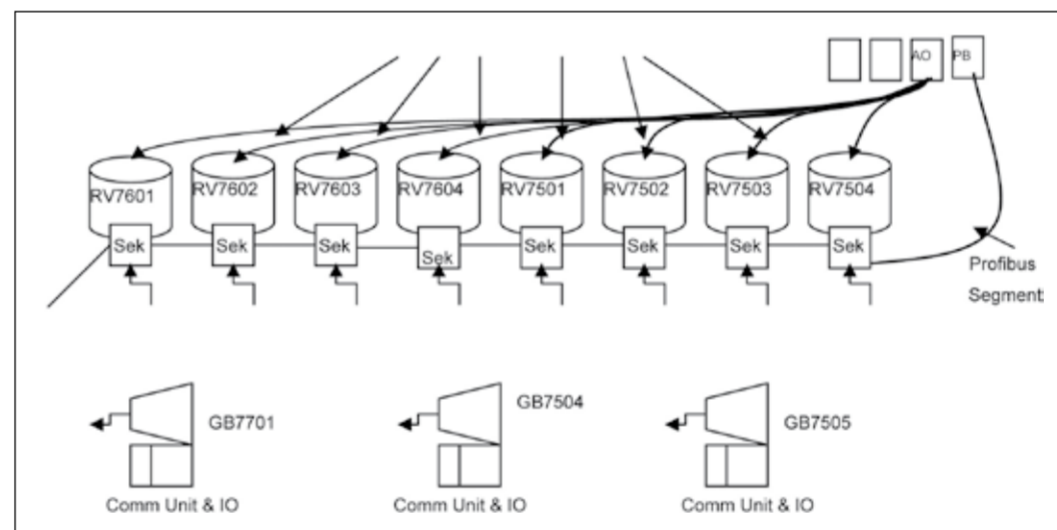 AO PB
RV7601 RV7602 RV7603 RV7604 RV7501 RV7502 RV7503 RV7504
Sek Sek Sek Sek Sek Sek Sek Sek
Profibus
Segment
GB7701 GB7504 GB7505
Comm Unit & IO Comm Unit & IO Comm Unit & IO